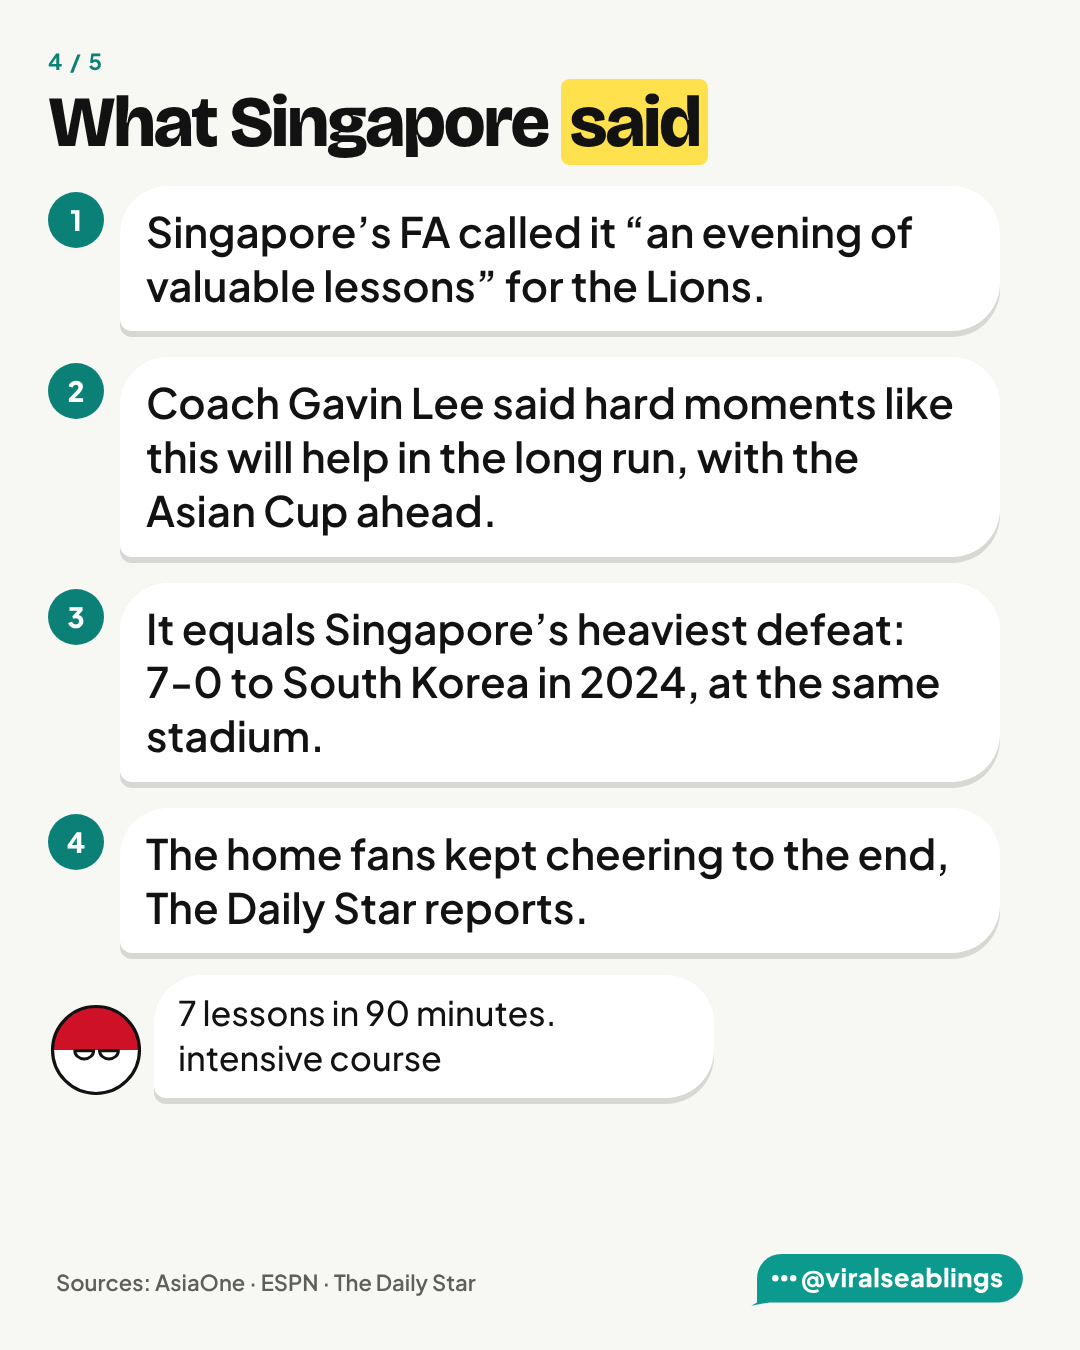 4 / 5
What Singapore said
1
Singapore’s FA called it “an evening of
valuable lessons” for the Lions.
2
Coach Gavin Lee said hard moments like
this will help in the long run, with the
Asian Cup ahead.
3
It equals Singapore’s heaviest defeat:
7–0 to South Korea in 2024, at the same
stadium.
4
The home fans kept cheering to the end,
The Daily Star reports.
7 lessons in 90 minutes.
intensive course
Sources: AsiaOne · ESPN · The Daily Star
@viralseablings